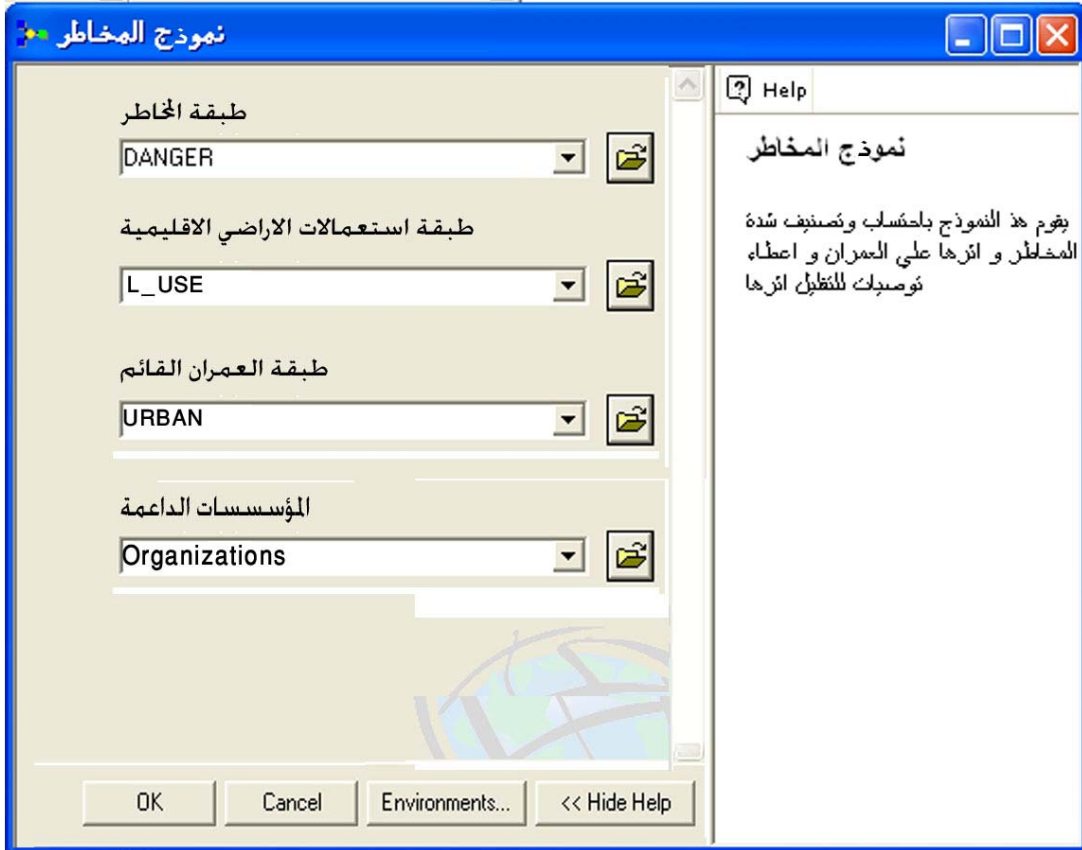 نموذج المخاطر
طبقة المخاطر
DANGER
طبقة استعمالات الاراضي الاقليمية
L_USE
طبقة العمران القائم
URBAN
المؤسسسات الداعمة
Organizations
OK
Cancel
Environments...
<< Hide Help
Help
نموذج المخاطر
يقوم هذ النموذج باحتساب وتصنيف شدة
المخاطر و اثرها علي العمران و اعطاء
توصيات للتقليل اثرها